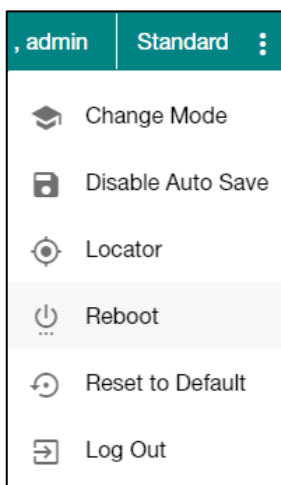 , admin Standard
Change Mode
Disable Auto Save
Locator
Reboot
Reset to Default
Log Out